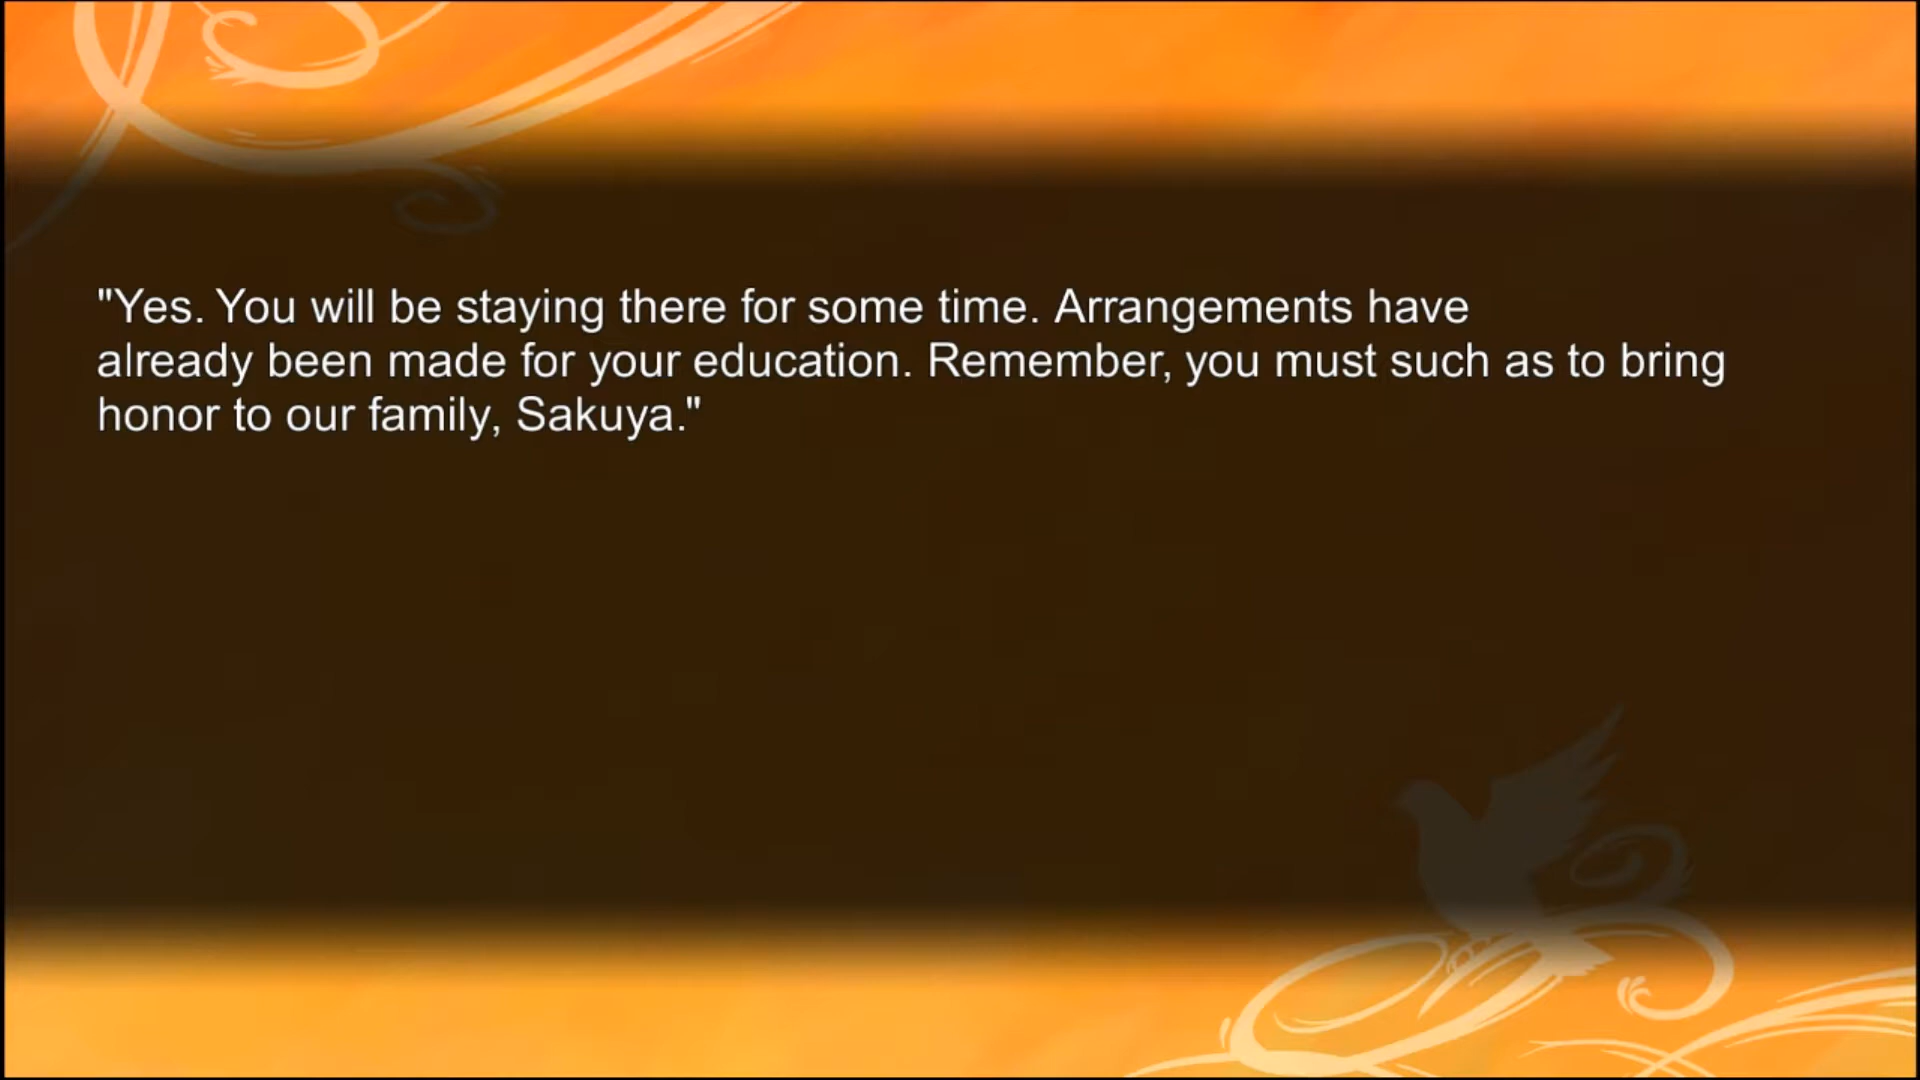 "Yes. You will be staying there for some time. Arrangements have
already been made for your education. Remember, you must such as to bring
honor to our family, Sakuya."